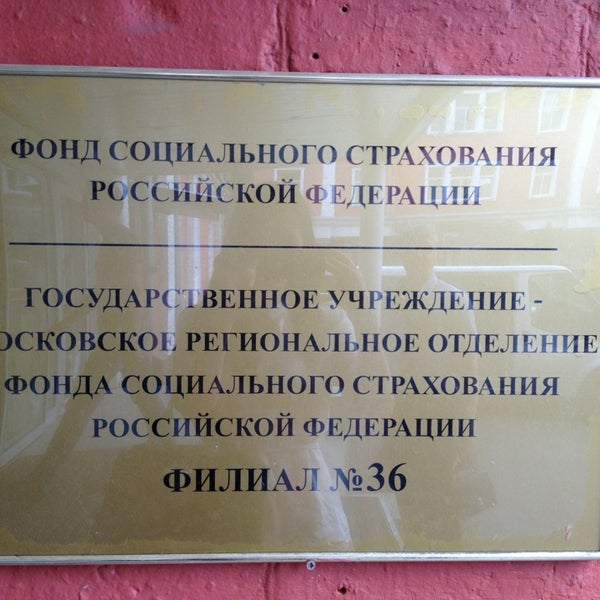 ФОНД СОЦИАЛЬНОГО СТРАХОВАНИЯ
РОССИЙСКОЙ ФЕДЕРАЦИИ
ГОСУДАРСТВЕННОЕ УЧРЕЖДЕНИЕ -
ОСКОВСКОЕ РЕГИОНАЛЬНОЕ ОТДЕЛЕНИЕ
ФОНДА СОЦИАЛЬНОГО СТРАХОВАНИЯ
РОССИЙСКОЙ ФЕДЕРАЦИИ
ФИЛИАЛ №36